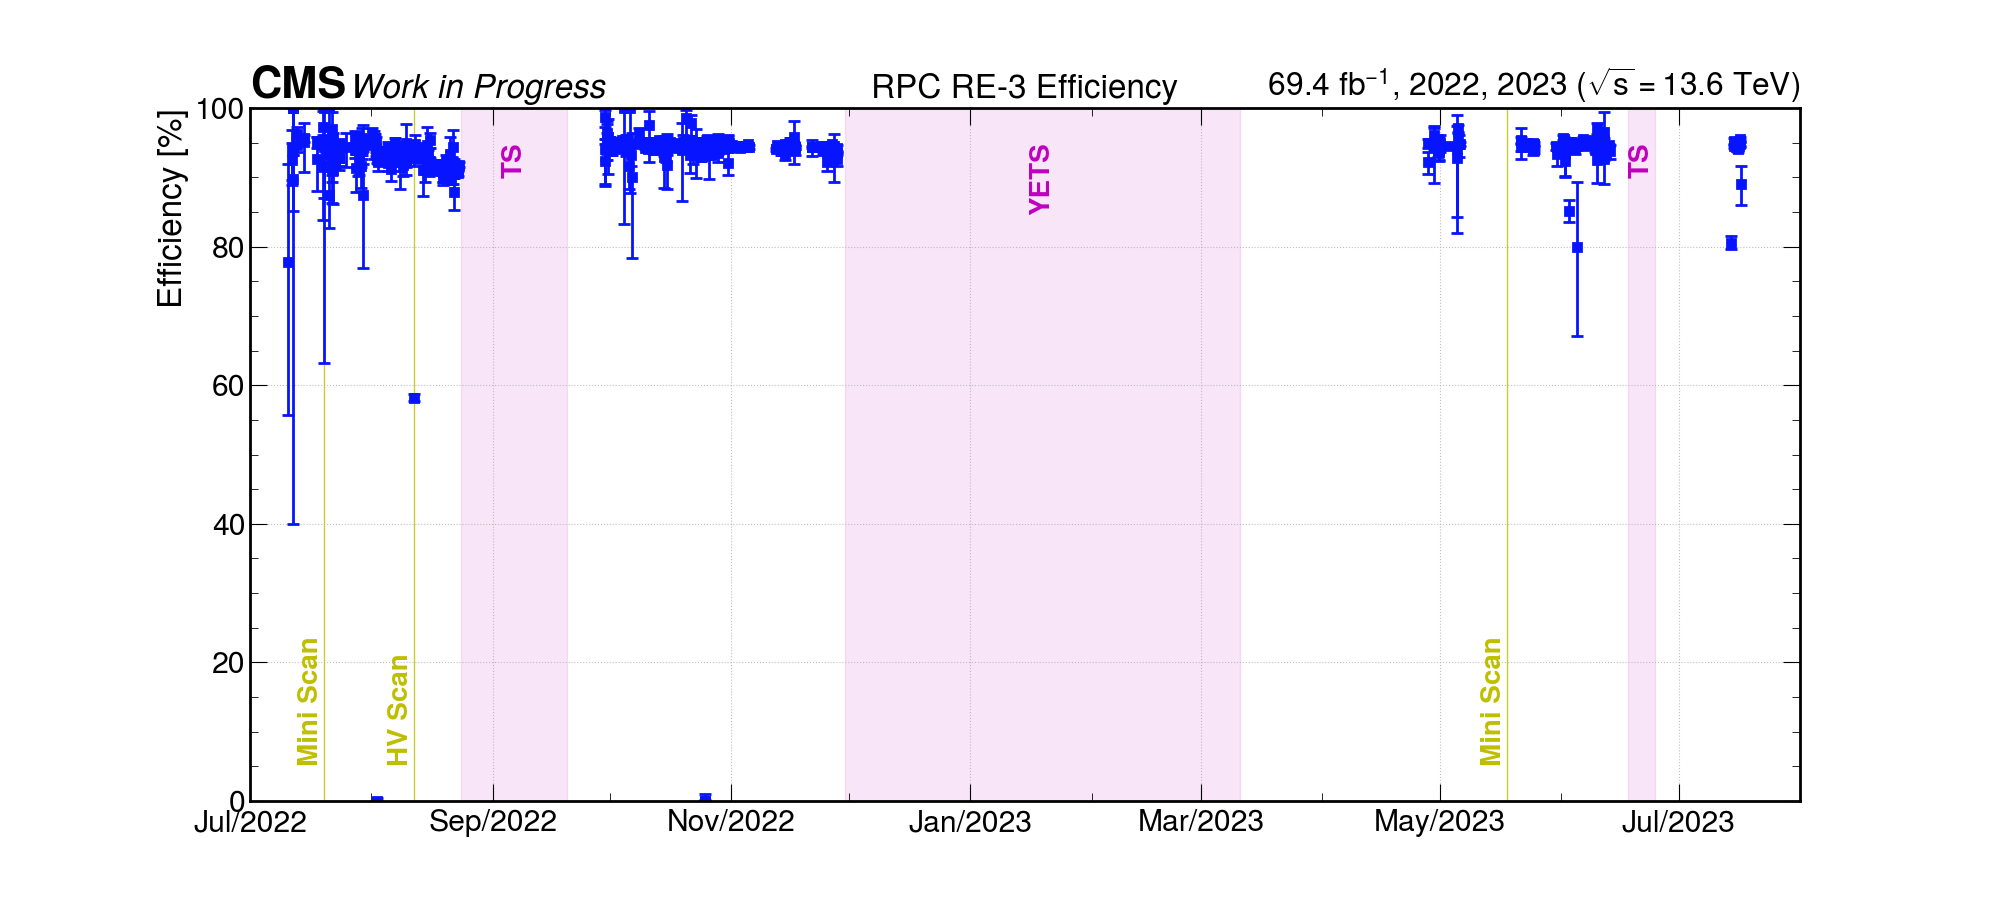 CMS Work in Progress RPC RE-3 Efficiency 69.4 fb⁻¹, 2022, 2023 (√s = 13.6 TeV)
Efficiency [%]
100
80
60
40
20
0
TS
YETS
TS
Mini Scan
HV Scan
Mini Scan
Jul/2022 Sep/2022 Nov/2022 Jan/2023 Mar/2023 May/2023 Jul/2023